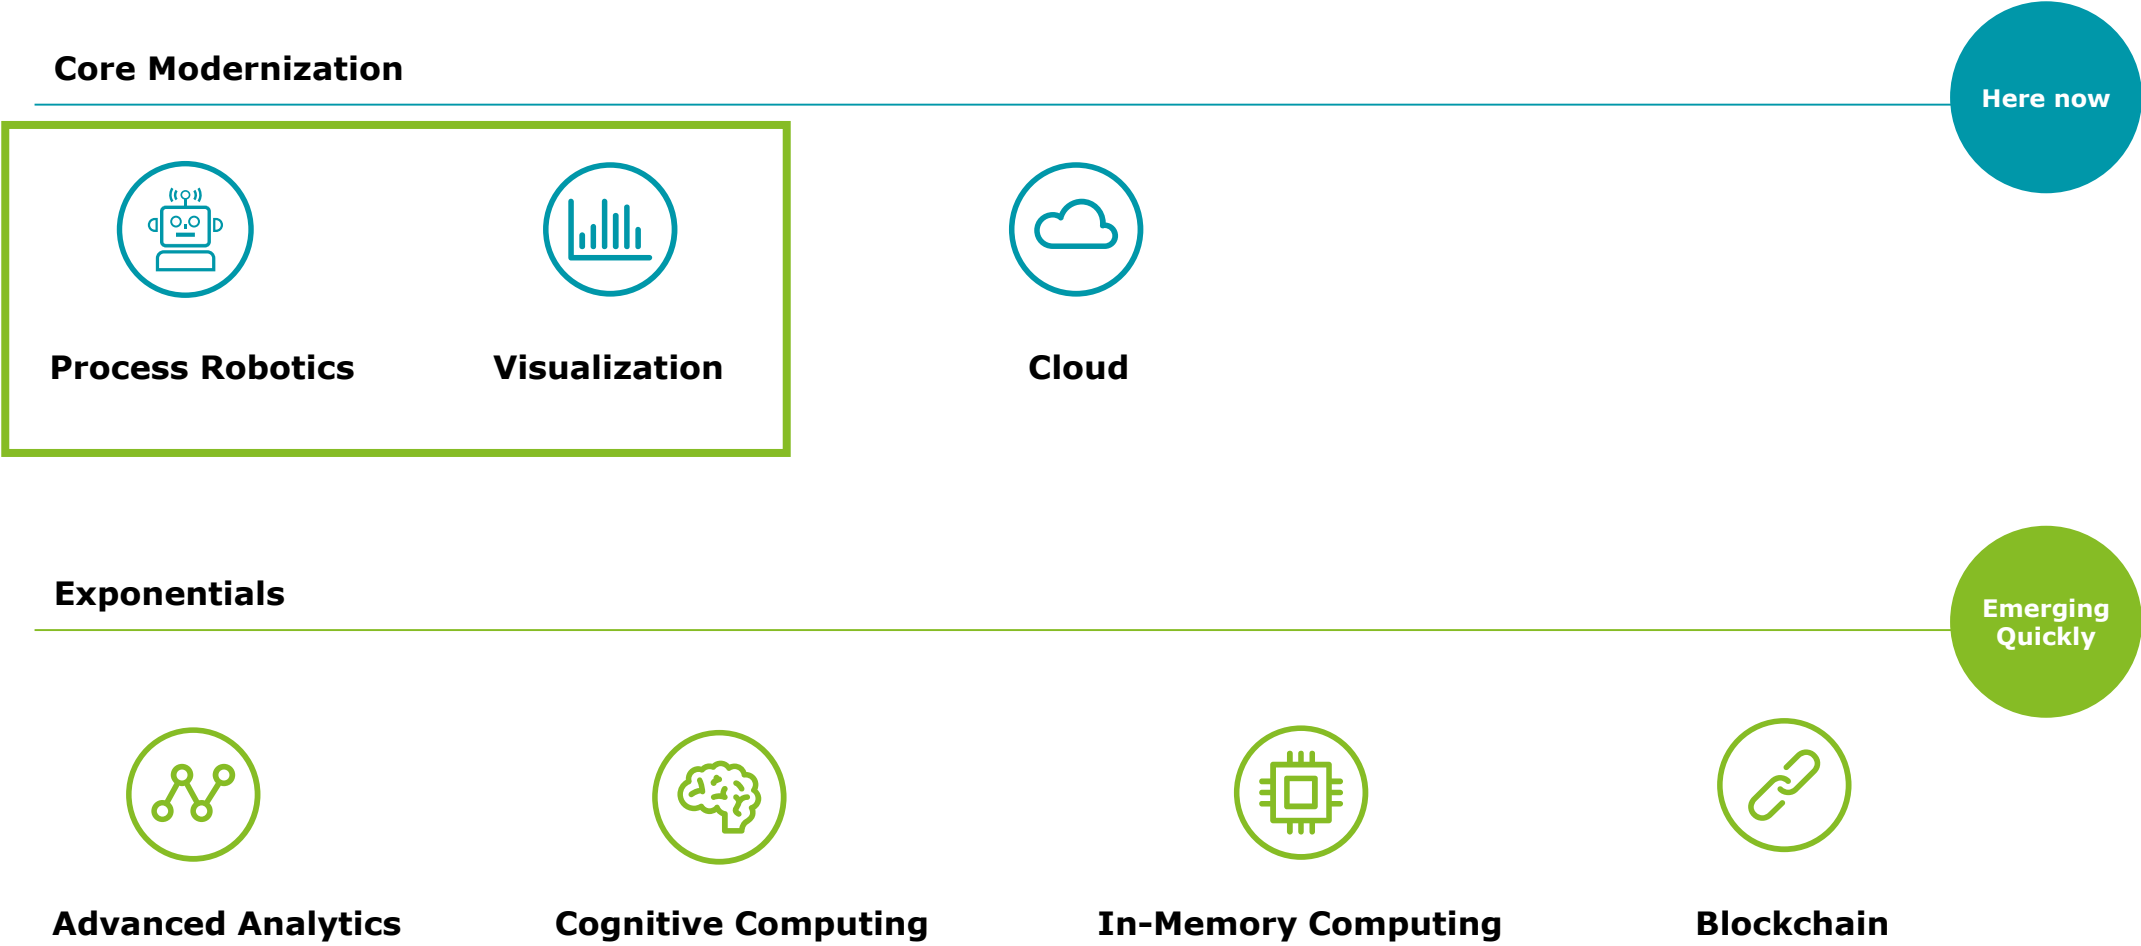 Core Modernization
Here now
Process Robotics
Visualization
Cloud
Exponentials
Emerging
Quickly
Advanced Analytics
Cognitive Computing
In-Memory Computing
Blockchain